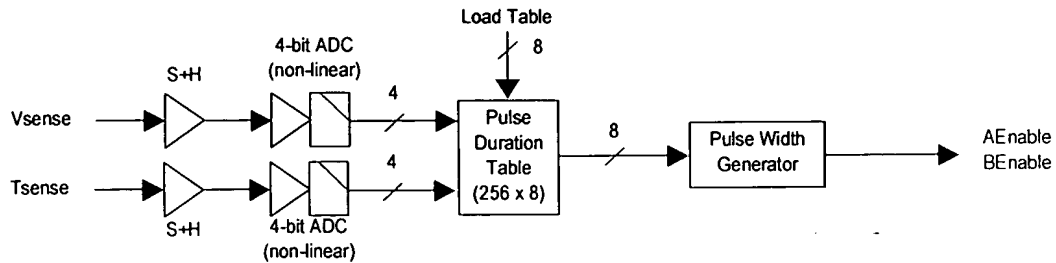 Load Table
8
4-bit ADC
(non-linear)
S+H
4
Vsense
Pulse
Duration
Table
(256 x 8)
8
Pulse Width
Generator
AEnable
BEnable
4
Tsense
S+H
4-bit ADC
(non-linear)